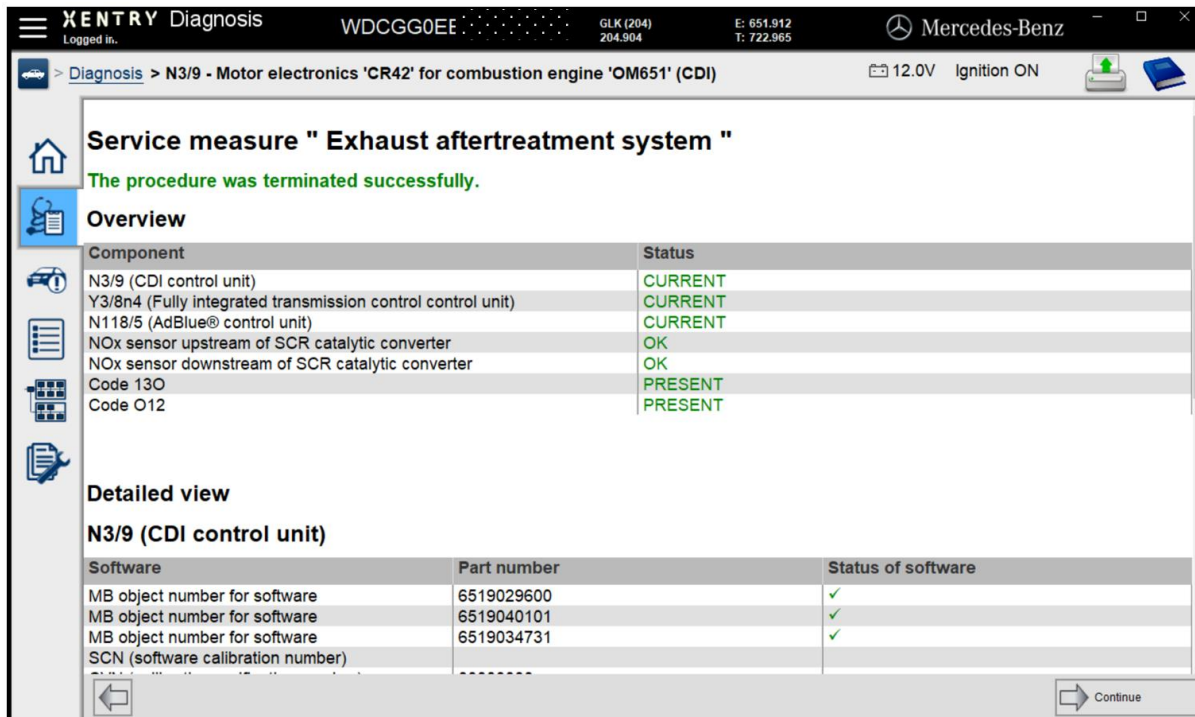 XENTRY Diagnosis
Logged in..
WDCGG0EE
GLK (204)
204.904
E: 651.912
T: 722.965
Mercedes-Benz
> Diagnosis > N3/9 - Motor electronics 'CR42' for combustion engine 'OM651' (CDI)
12.0V Ignition ON
Service measure " Exhaust aftertreatment system "
The procedure was terminated successfully.
Overview
Component Status
N3/9 (CDI control unit) CURRENT
Y3/8n4 (Fully integrated transmission control control unit) CURRENT
N118/5 (AdBlue® control unit) CURRENT
NOx sensor upstream of SCR catalytic converter OK
NOx sensor downstream of SCR catalytic converter OK
Code 13O PRESENT
Code O12 PRESENT
Detailed view
N3/9 (CDI control unit)
Software Part number Status of software
MB object number for software 6519029600 ✓
MB object number for software 6519040101 ✓
MB object number for software 6519034731 ✓
SCN (software calibration number)
Continue